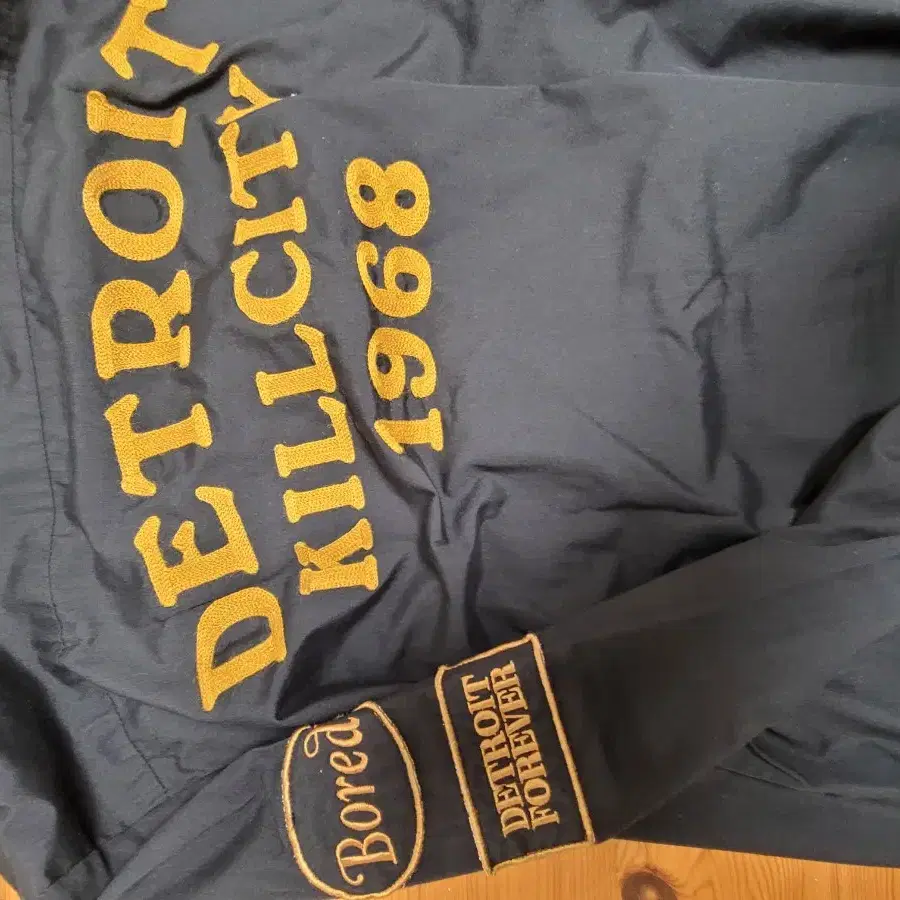 DETROIT
KILLCITY
1968
Bored
DETROIT
FOREVER